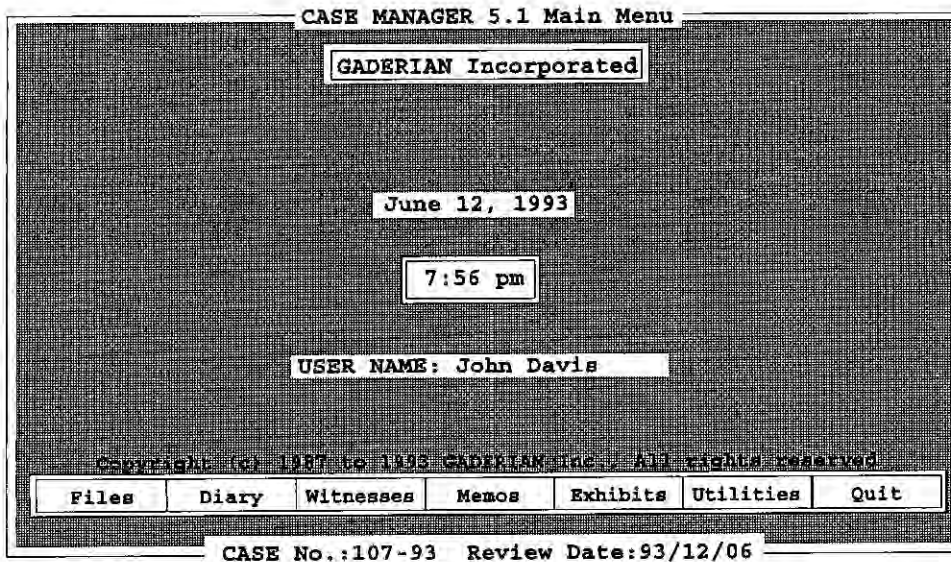 CASE MANAGER 5.1 Main Menu
GADERIAN Incorporated
June 12, 1993
7:56 pm
USER NAME: John Davis
Copyright (c) 1987 to 1993 GADERIAN Inc., All rights reserved
Files Diary Witnesses Memos Exhibits Utilities Quit
CASE No.:107-93 Review Date:93/12/06